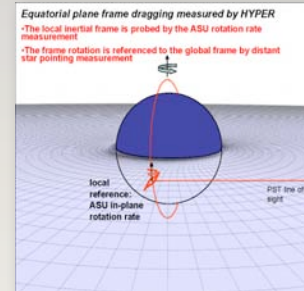 Equatorial plane frame dragging measured by HYPER
•The local inertial frame is probed by the ASU rotation rate
measurement
•The frame rotation is referenced to the global frame by distant
star pointing measurement
local
reference:
ASU in-plane
rotation rate
PST line of
sight